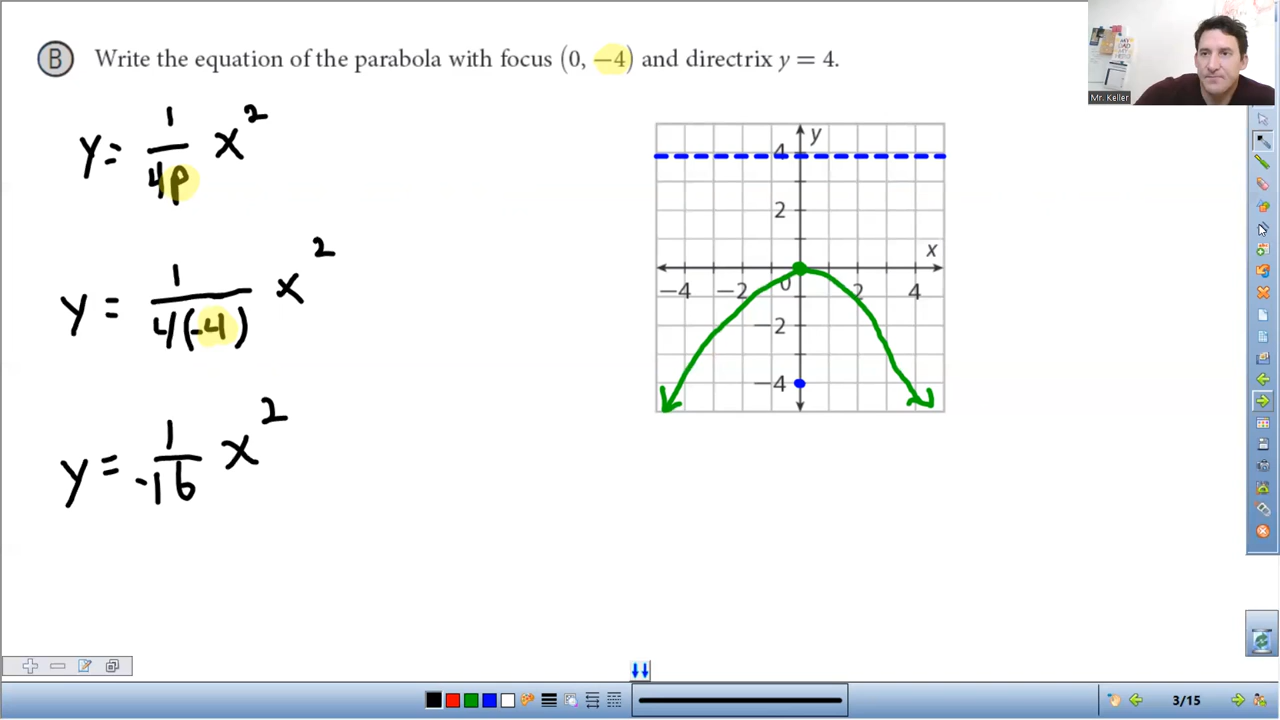 B Write the equation of the parabola with focus (0, −4) and directrix y = 4.
y = 1/4p x²
y = 1/4(-4) x²
y = 1/-16 x²
y
4
2
x
−4 −2 0 2 4
−2
−4
Mr. Keller
3/15